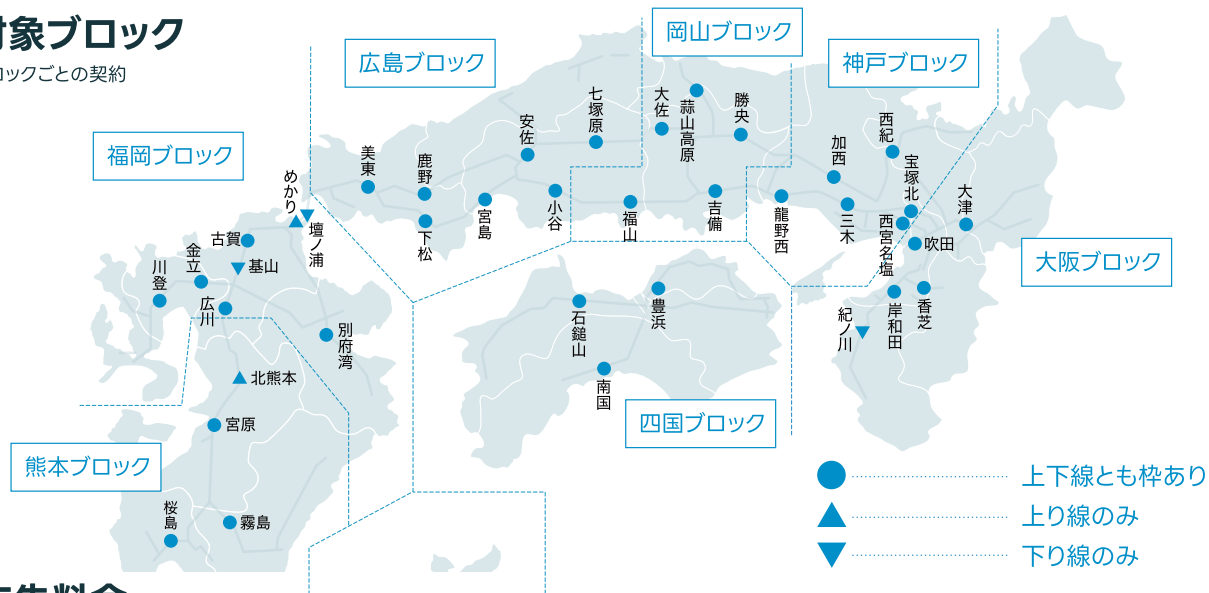 対象ブロック
ロックごとの契約
岡山ブロック
広島ブロック
神戸ブロック
福岡ブロック
大阪ブロック
四国ブロック
熊本ブロック
七塚原
大佐
蒜山高原
勝央
安佐
西紀
加西
宝塚北
美東
鹿野
めかり
大津
宮島
小谷
福山
吉備
龍野西
三木
西宮名塩
下松
壇ノ浦
古賀
吹田
金立
基山
川登
広川
石鎚山
豊浜
紀ノ川
岸和田
香芝
別府湾
北熊本
南国
宮原
桜島
霧島
上下線とも枠あり
上り線のみ
下り線のみ